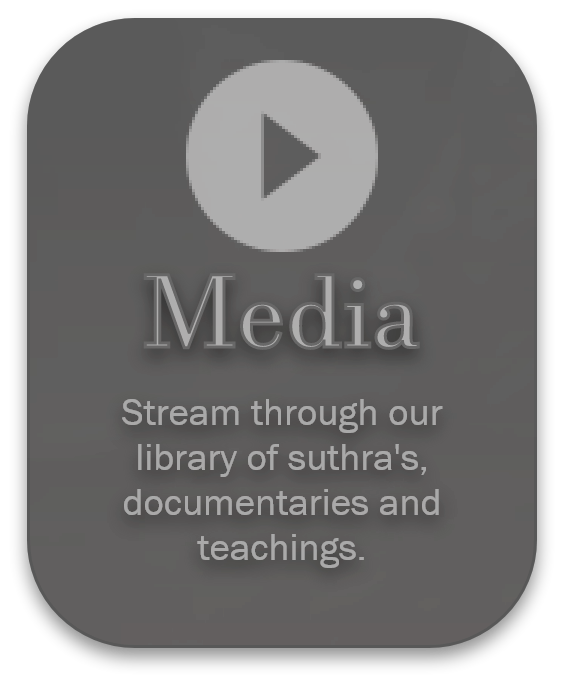 Media
Stream through our
library of suthra's,
documentaries and
teachings.